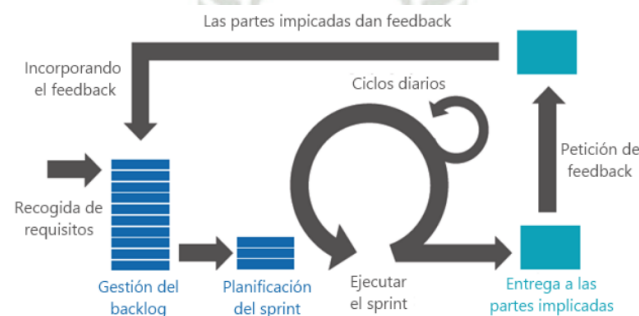 Las partes impicadas dan feedback
Incorporando
el feedback
Ciclos diarios
Petición de
feedback
Recogida de
requisitos
Gestión del
backlog
Planificación
del sprint
Ejecutar
el sprint
Entrega a las
partes implicadas